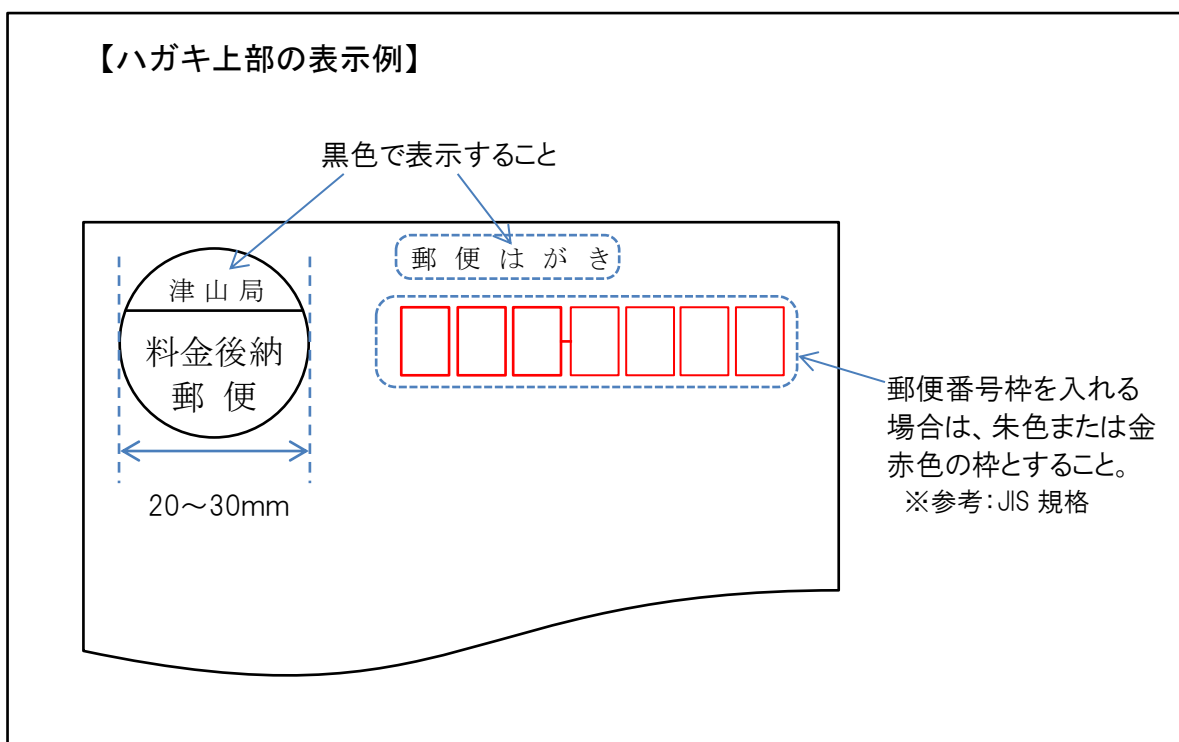 【ハガキ上部の表示例】
黒色で表示すること
郵便はがき
津山局
料金後納
郵便
20～30mm
郵便番号枠を入れる
場合は、朱色または金
赤色の枠とすること。
※参考：JIS 規格